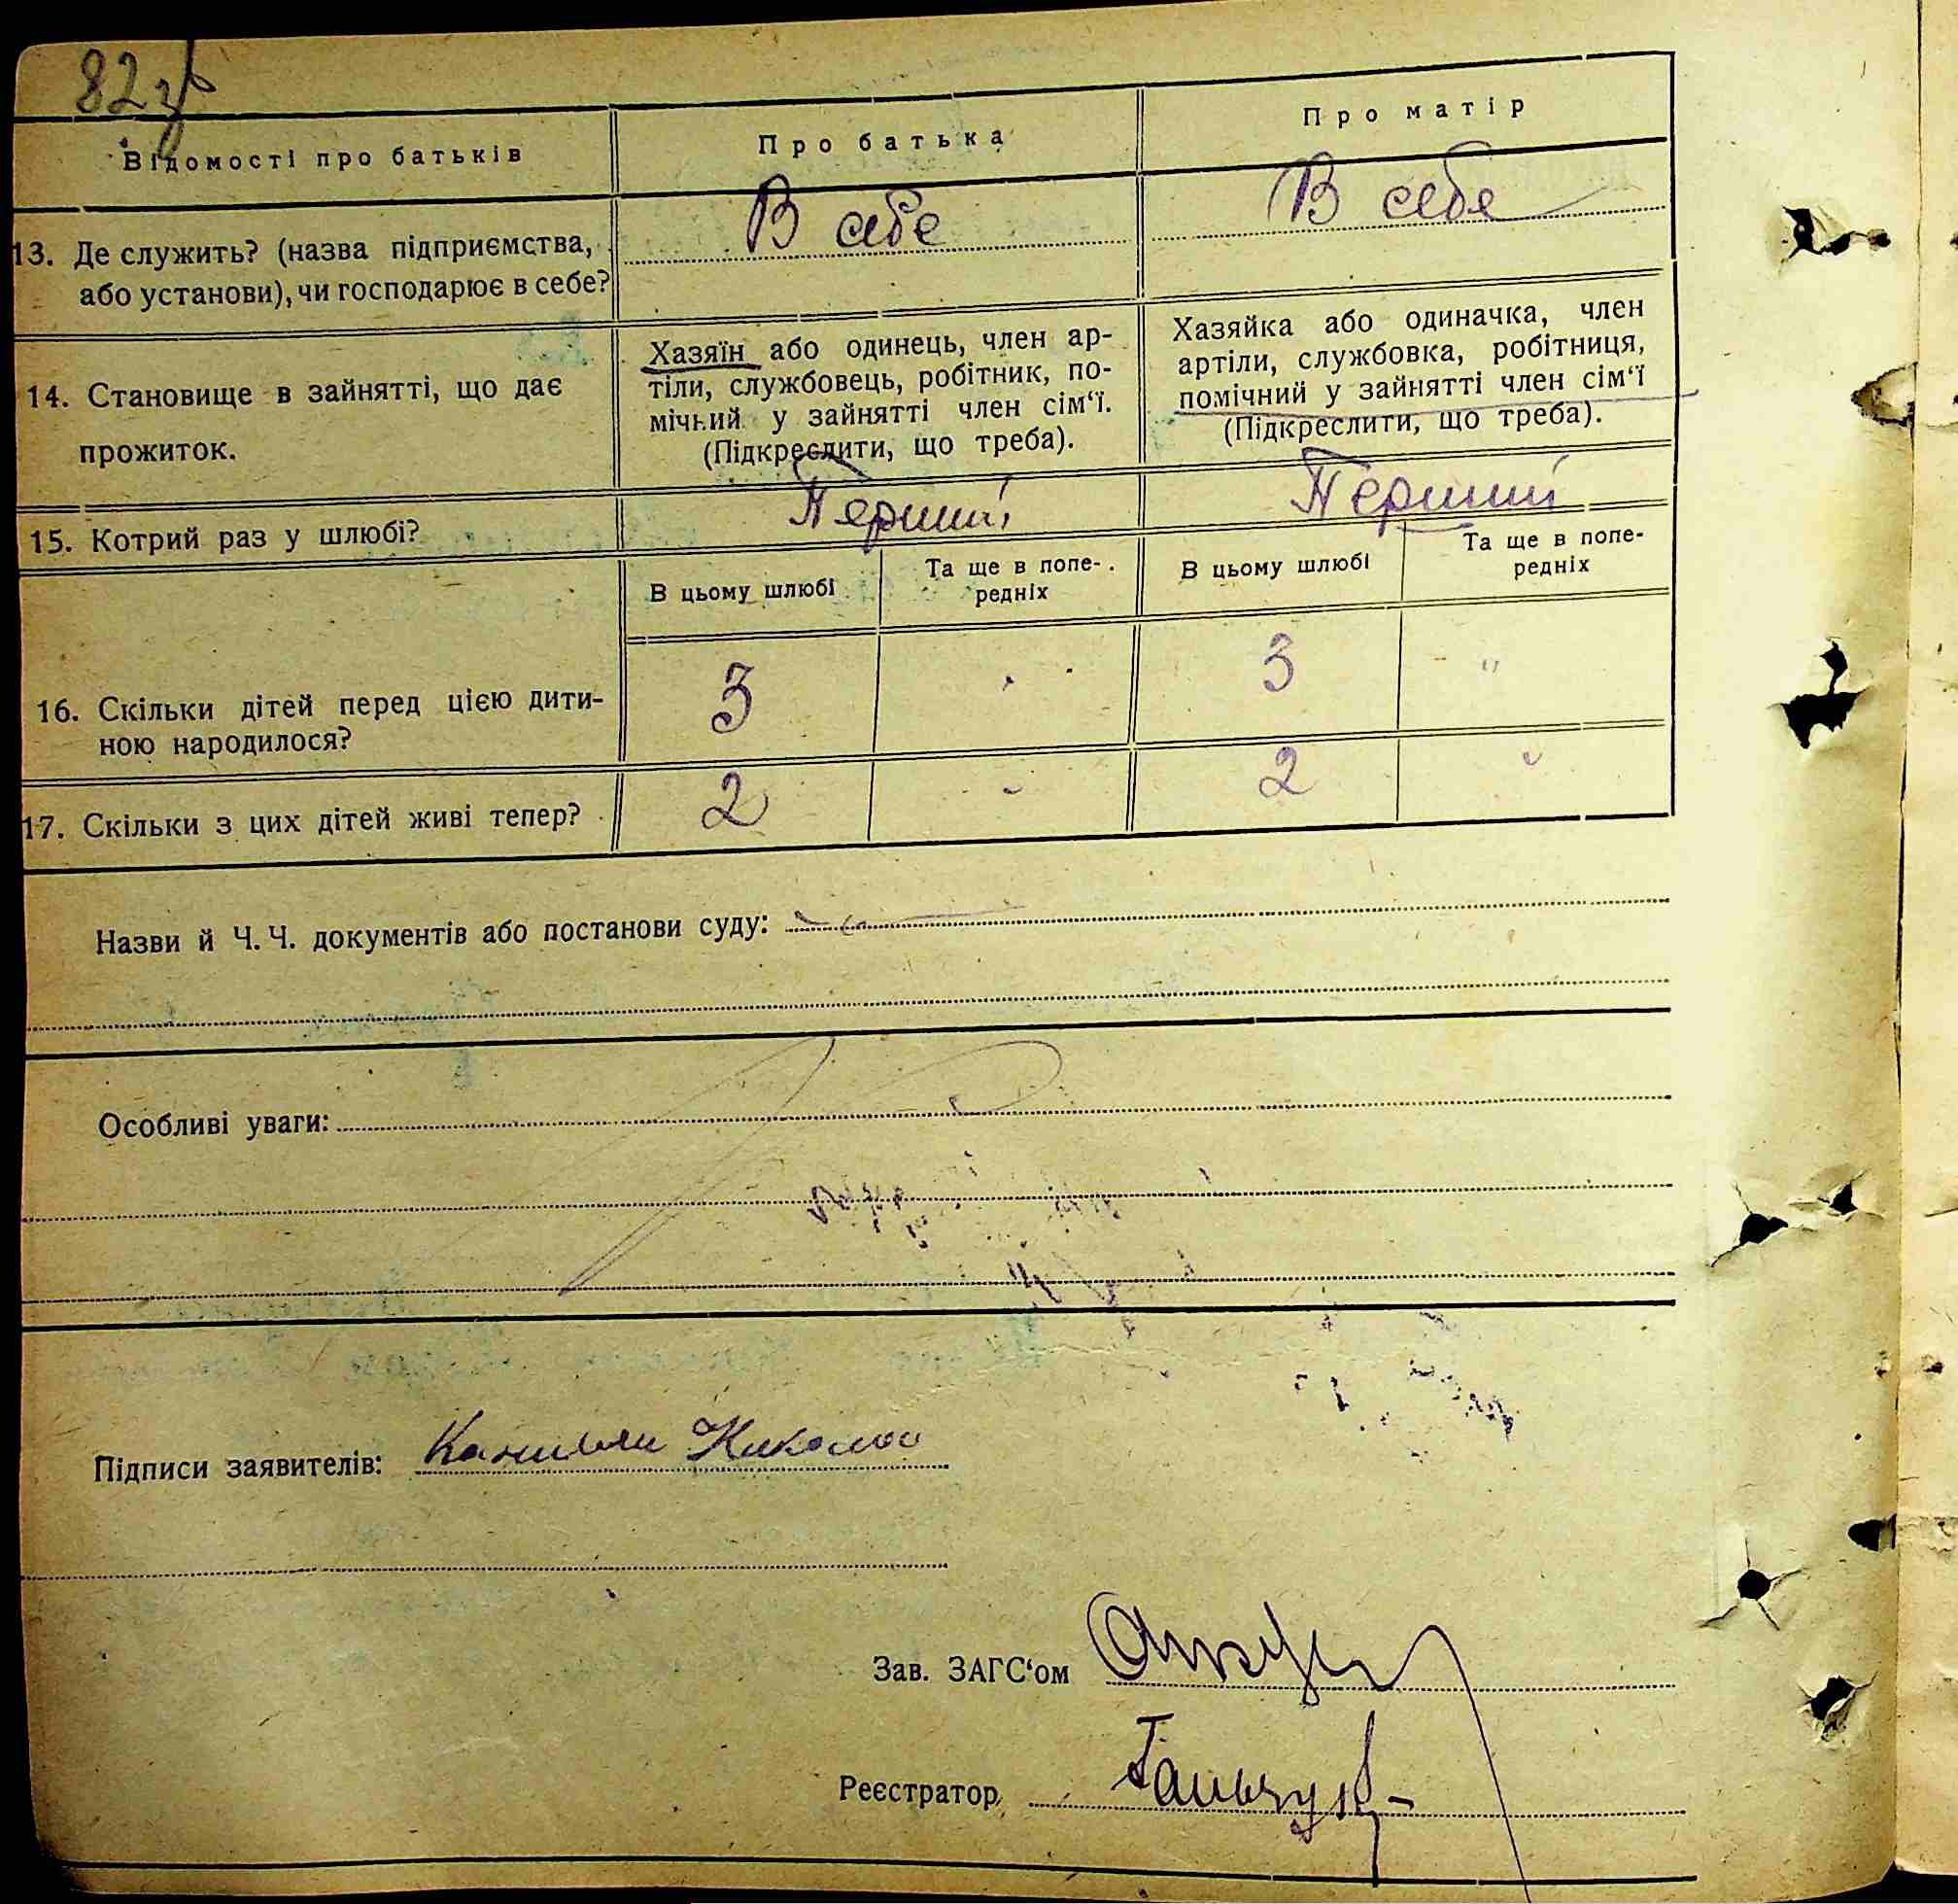 82зв
Відомості про батьків
Про батька
Про матір
13. Де служить? (назва підприємства,
або установи), чи господарює в себе?
В себе
В себе
14. Становище в зайнятті, що дає
прожиток.
Хазяїн або одинець, член ар-
тіли, службовець, робітник, по-
мічний у зайнятті член сім‘ї.
(Підкреслити, що треба).
Хазяйка або одиначка, член
артіли, службовка, робітниця,
помічний у зайнятті член сім‘ї
(Підкреслити, що треба).
15. Котрий раз у шлюбі?
Перший
Перший
В цьому шлюбі
Та ще в попе-
редніх
В цьому шлюбі
Та ще в попе-
редніх
16. Скільки дітей перед цією дити-
ною народилося?
3
3
17. Скільки з цих дітей живі тепер?
2
2
Назви й Ч. Ч. документів або постанови суду:
Особливі уваги:
Підписи заявителів:
Зав. ЗАГС‘ом
Реєстратор